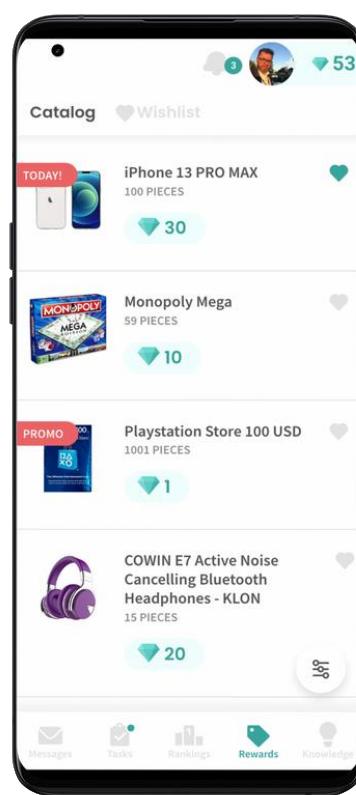 3
53
Catalog
Wishlist
TODAY!
iPhone 13 PRO MAX
100 PIECES
30
MONOPOLY
MEGA
EDITION
Monopoly Mega
59 PIECES
10
PROMO
Playstation Store 100 USD
1001 PIECES
1
COWIN E7 Active Noise
Cancelling Bluetooth
Headphones - KLON
15 PIECES
20
Messages
Tasks
Rankings
Rewards
Knowledge